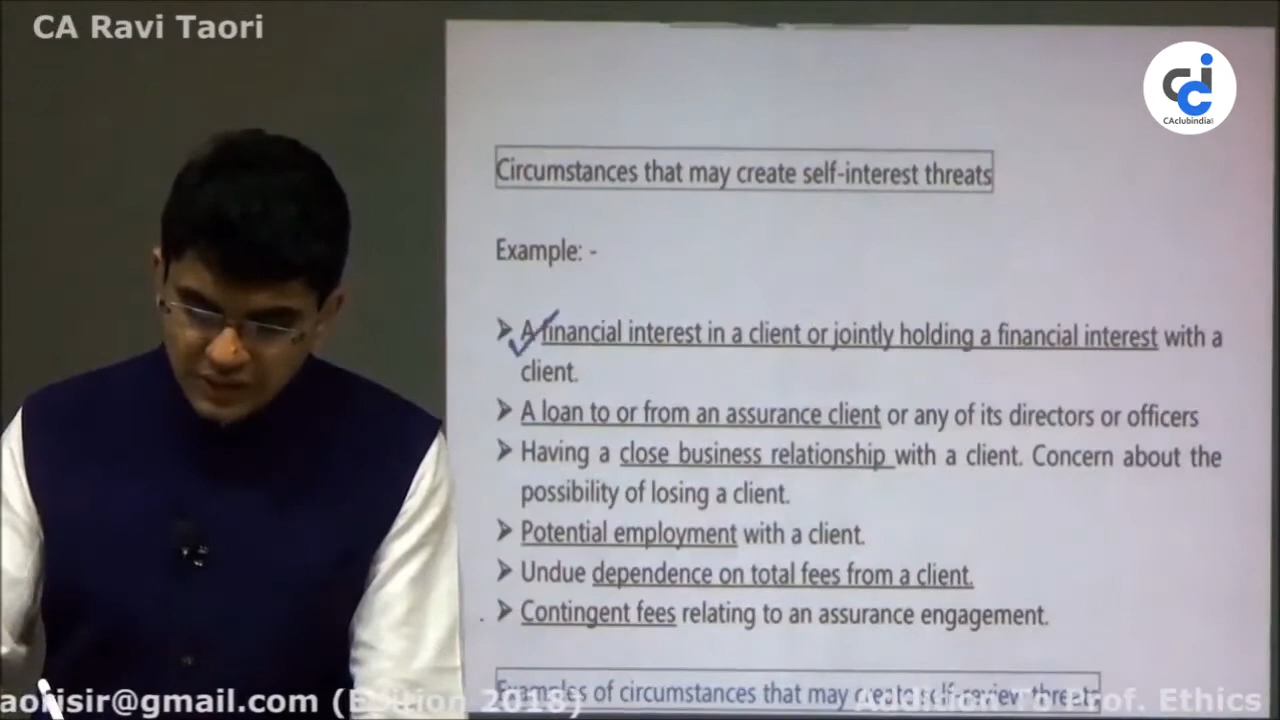 CA Ravi Taori
CAclubindia
Circumstances that may create self-interest threats
Example: -
➤ A financial interest in a client or jointly holding a financial interest with a
client.
➤ A loan to or from an assurance client or any of its directors or officers
➤ Having a close business relationship with a client. Concern about the
possibility of losing a client.
➤ Potential employment with a client.
➤ Undue dependence on total fees from a client.
➤ Contingent fees relating to an assurance engagement.
Examples of circumstances that may create self-review threats
aorisir@gmail.com (Edition 2018)
Addition To Prof. Ethics